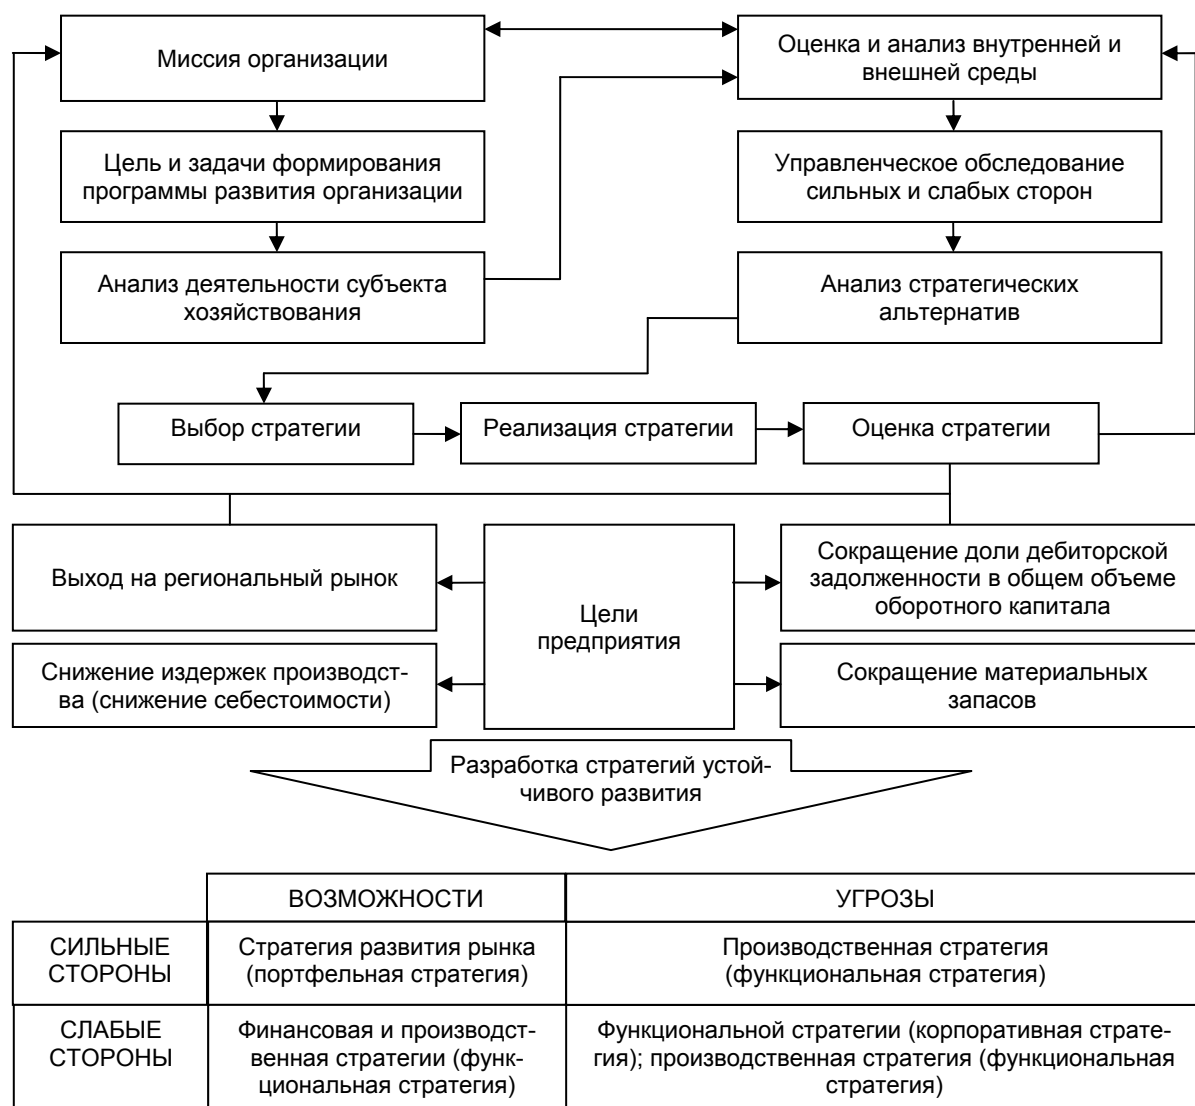 Миссия организации
Оценка и анализ внутренней и
внешней среды
Цель и задачи формирования
программы развития организации
Управленческое обследование
сильных и слабых сторон
Анализ деятельности субъекта
хозяйствования
Анализ стратегических
альтернатив
Выбор стратегии
Реализация стратегии
Оценка стратегии
Выход на региональный рынок
Цели
предприятия
Сокращение доли дебиторской
задолженности в общем объеме
оборотного капитала
Снижение издержек производст-
ва (снижение себестоимости)
Сокращение материальных
запасов
Разработка стратегий устой-
чивого развития
ВОЗМОЖНОСТИ
УГРОЗЫ
СИЛЬНЫЕ
СТОРОНЫ
Стратегия развития рынка
(портфельная стратегия)
Производственная стратегия
(функциональная стратегия)
СЛАБЫЕ
СТОРОНЫ
Финансовая и производст-
венная стратегии (функ-
циональная стратегия)
Функциональной стратегии (корпоративная страте-
гия); производственная стратегия (функциональная
стратегия)